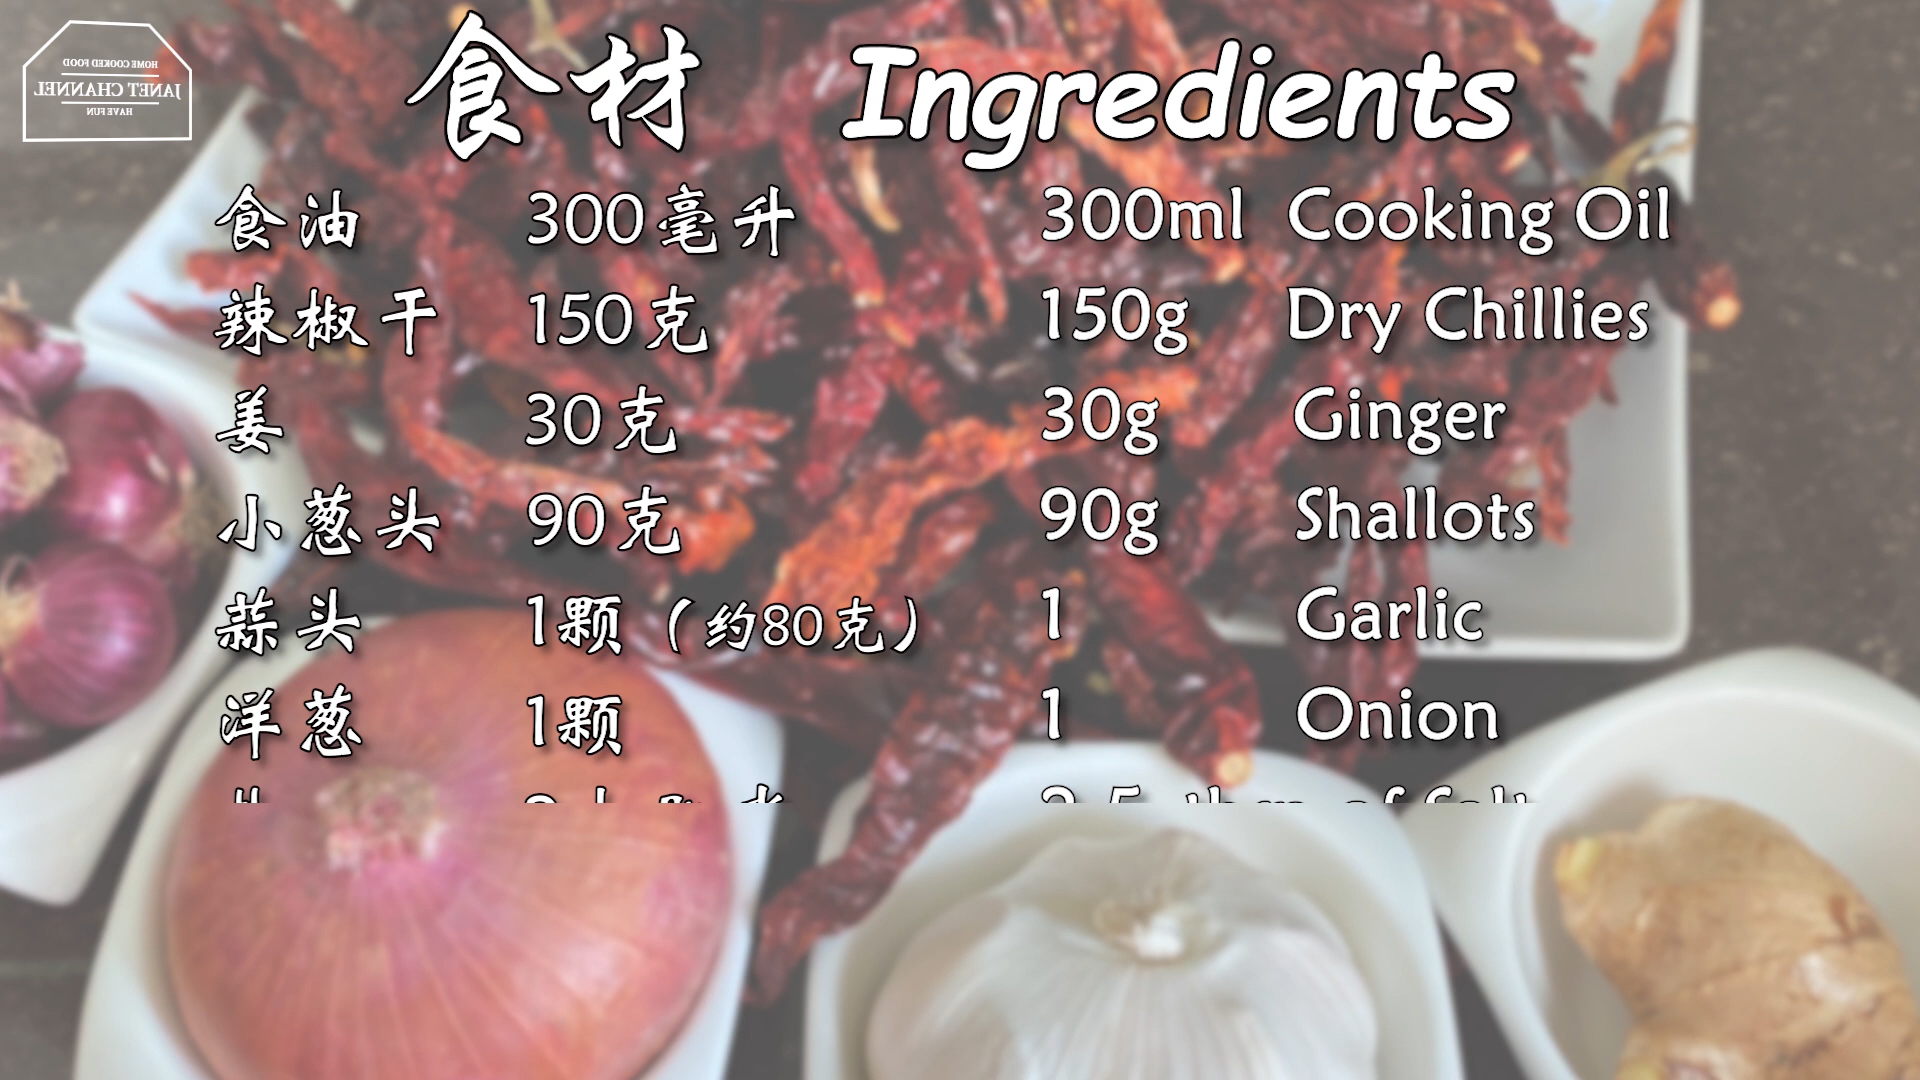 HOME COOKED FOOD
JANET CHANNEL
HAVE FUN
食材 Ingredients
食油 300毫升 300ml Cooking Oil
辣椒干 150克 150g Dry Chillies
姜 30克 30g Ginger
小葱头 90克 90g Shallots
蒜头 1颗（约80克） 1 Garlic
洋葱 1颗 1 Onion